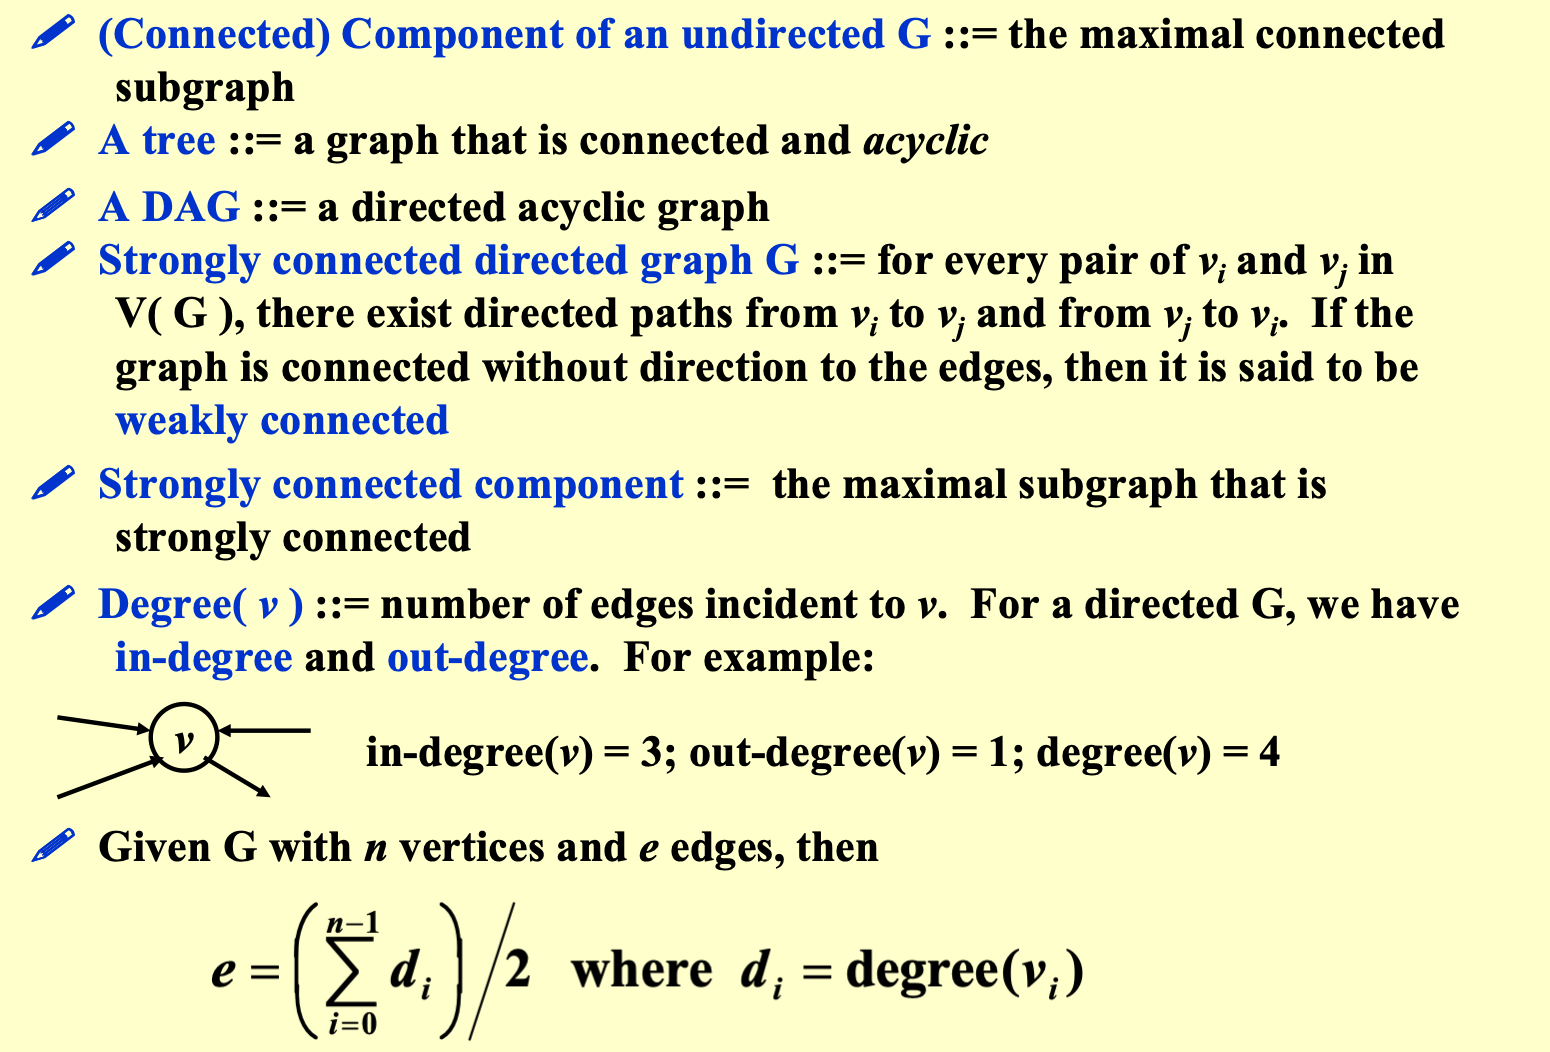 (Connected) Component of an undirected G ::= the maximal connected
subgraph
A tree ::= a graph that is connected and acyclic
A DAG ::= a directed acyclic graph
Strongly connected directed graph G ::= for every pair of v_i and v_j in
V( G ), there exist directed paths from v_i to v_j and from v_j to v_i.  If the
graph is connected without direction to the edges, then it is said to be
weakly connected
Strongly connected component ::=  the maximal subgraph that is
strongly connected
Degree( v ) ::= number of edges incident to v.  For a directed G, we have
in-degree and out-degree.  For example:
v
in-degree(v) = 3; out-degree(v) = 1; degree(v) = 4
Given G with n vertices and e edges, then
e = ( ∑_{i=0}^{n−1} d_i ) / 2 where d_i = degree(v_i)